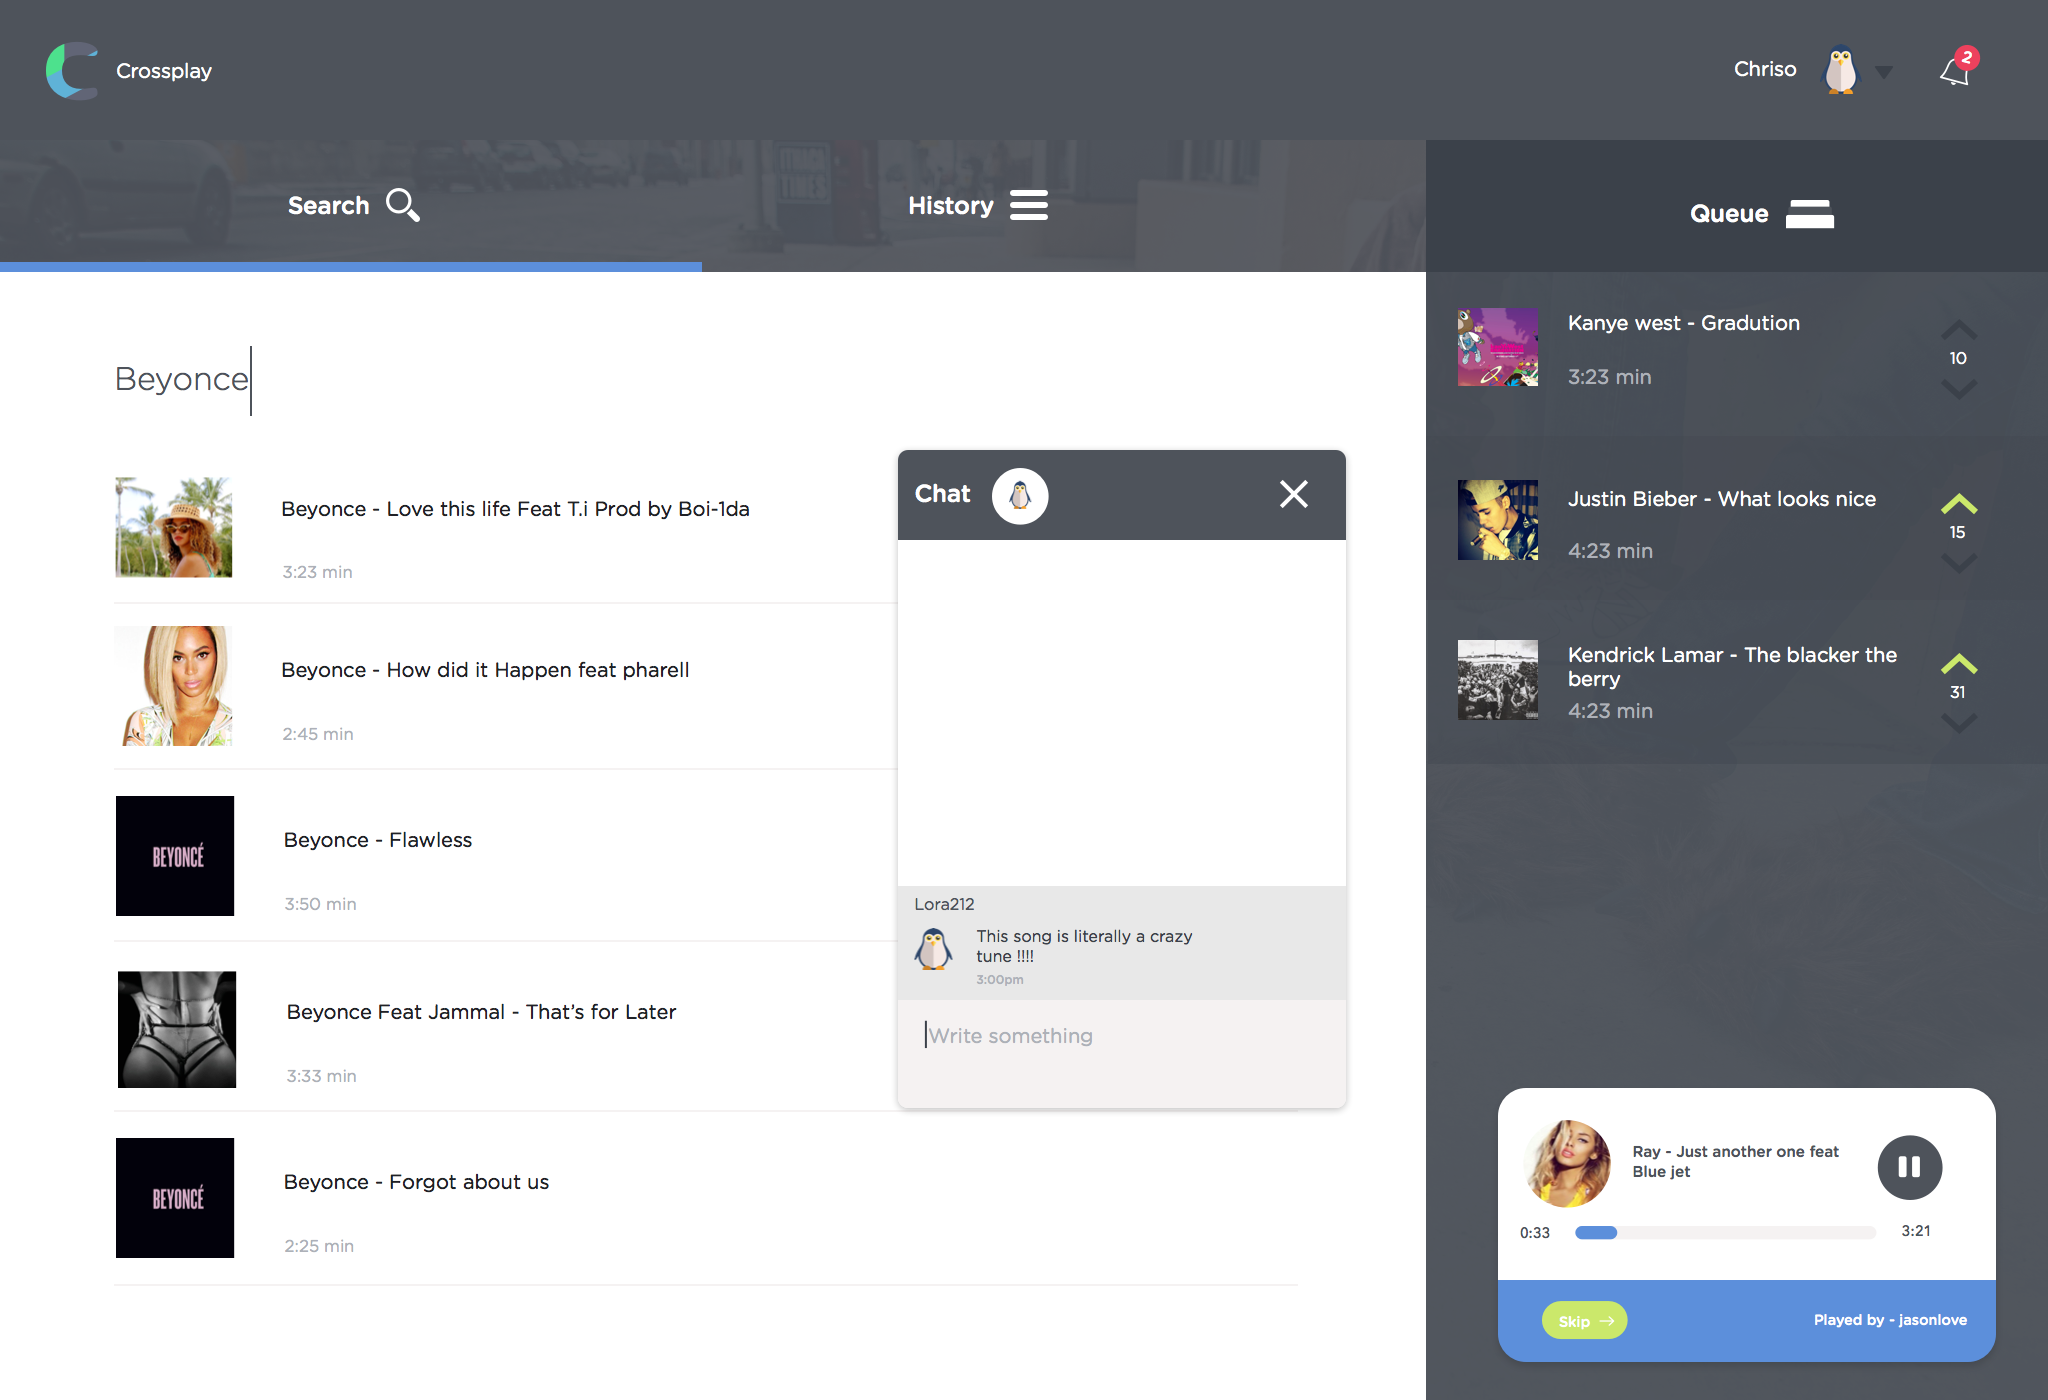 Crossplay
Chriso
2
Search
History
Queue
ITHACA
TIMES
Beyonce
Beyonce - Love this life Feat T.i Prod by Boi-1da
3:23 min
Beyonce - How did it Happen feat pharell
2:45 min
BEYONCÉ
Beyonce - Flawless
3:50 min
Beyonce Feat Jammal - That’s for Later
3:33 min
BEYONCÉ
Beyonce - Forgot about us
2:25 min
Chat
Lora212
This song is literally a crazy
tune !!!!
3:00pm
Write something
Kanye west - Gradution
3:23 min
10
Justin Bieber - What looks nice
4:23 min
15
Kendrick Lamar - The blacker the
berry
4:23 min
31
Ray - Just another one feat
Blue jet
0:33
3:21
Skip
Played by - jasonlove